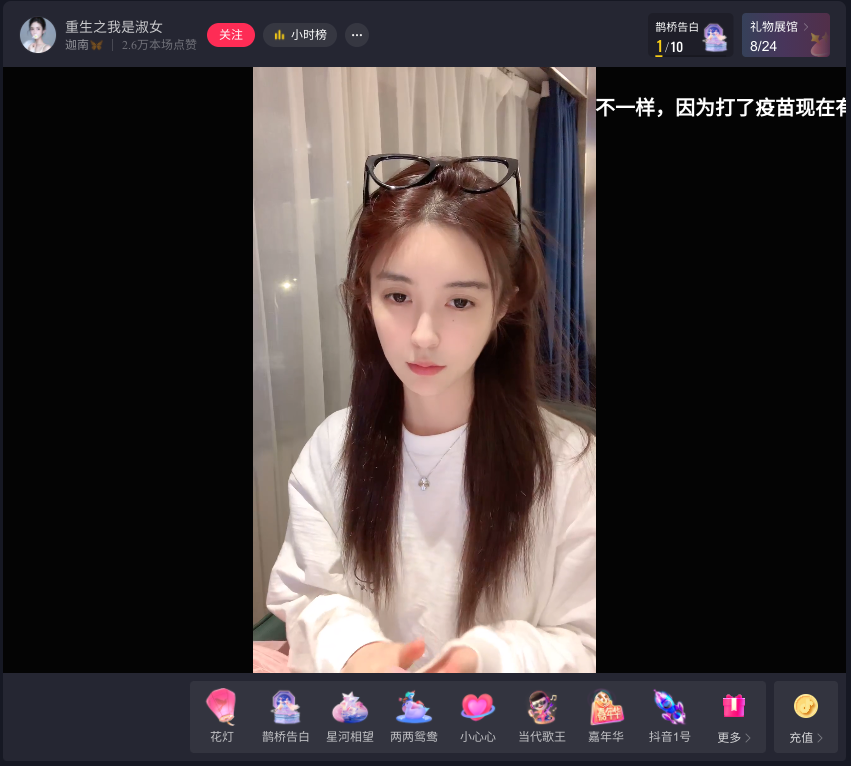 重生之我是淑女
迦南 | 2.6万本场点赞
关注
小时榜
鹊桥告白
1/10
礼物展馆
8/24
不一样，因为打了疫苗现在有
花灯
鹊桥告白
星河相望
两两鸳鸯
小心心
当代歌王
嘉年华
嘉年华
抖音1号
更多
充值